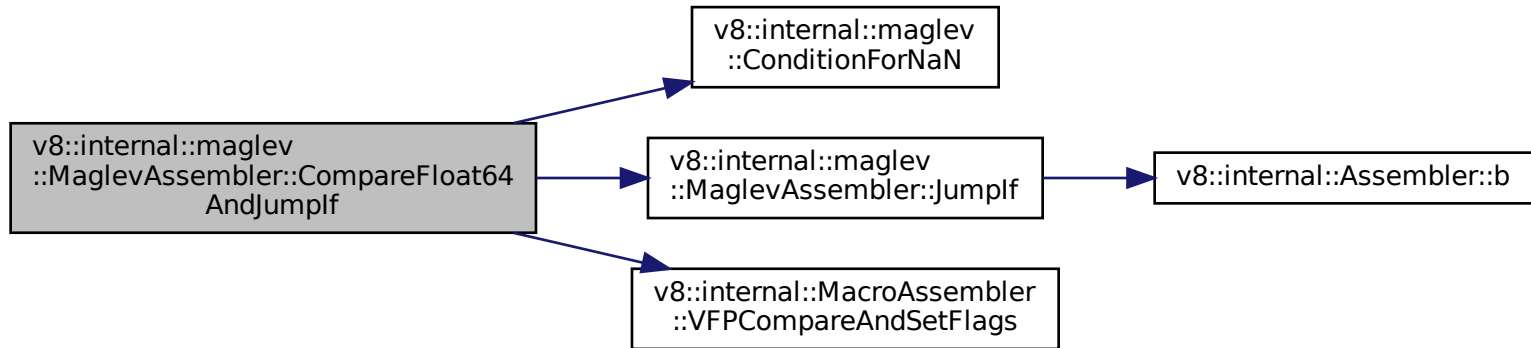 v8::internal::maglev
::ConditionForNaN
v8::internal::maglev
::MaglevAssembler::CompareFloat64
AndJumpIf
v8::internal::maglev
::MaglevAssembler::JumpIf
v8::internal::Assembler::b
v8::internal::MacroAssembler
::VFPCompareAndSetFlags